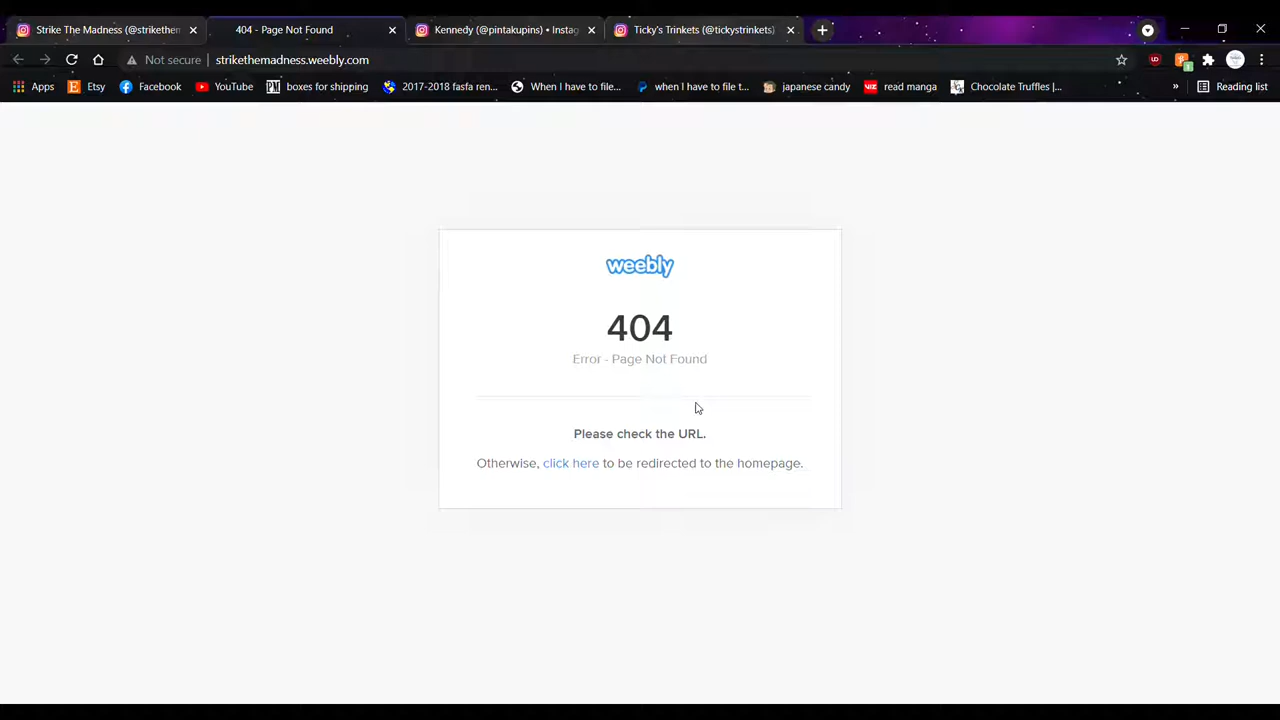 Strike The Madness (@strikethem
404 - Page Not Found
Kennedy (@pintakupins) • Instag
Ticky's Trinkets (@tickystrinkets)
Not secure | strikethemadness.weebly.com
Apps
Etsy
Facebook
YouTube
PM boxes for shipping
2017-2018 fasfa ren...
When I have to file...
when I have to file t...
japanese candy
VIZ read manga
Chocolate Truffles |...
»
Reading list
weebly
404
Error - Page Not Found
Please check the URL.
Otherwise, click here to be redirected to the homepage.